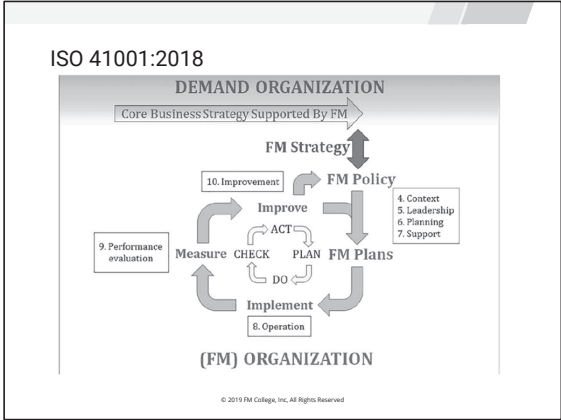 ISO 41001:2018
DEMAND ORGANIZATION
Core Business Strategy Supported By FM
FM Strategy
10. Improvement
FM Policy
4. Context
5. Leadership
6. Planning
7. Support
Improve
ACT
9. Performance
evaluation
Measure
CHECK
PLAN
FM Plans
DO
Implement
8. Operation
(FM) ORGANIZATION
© 2019 FM College, Inc, All Rights Reserved